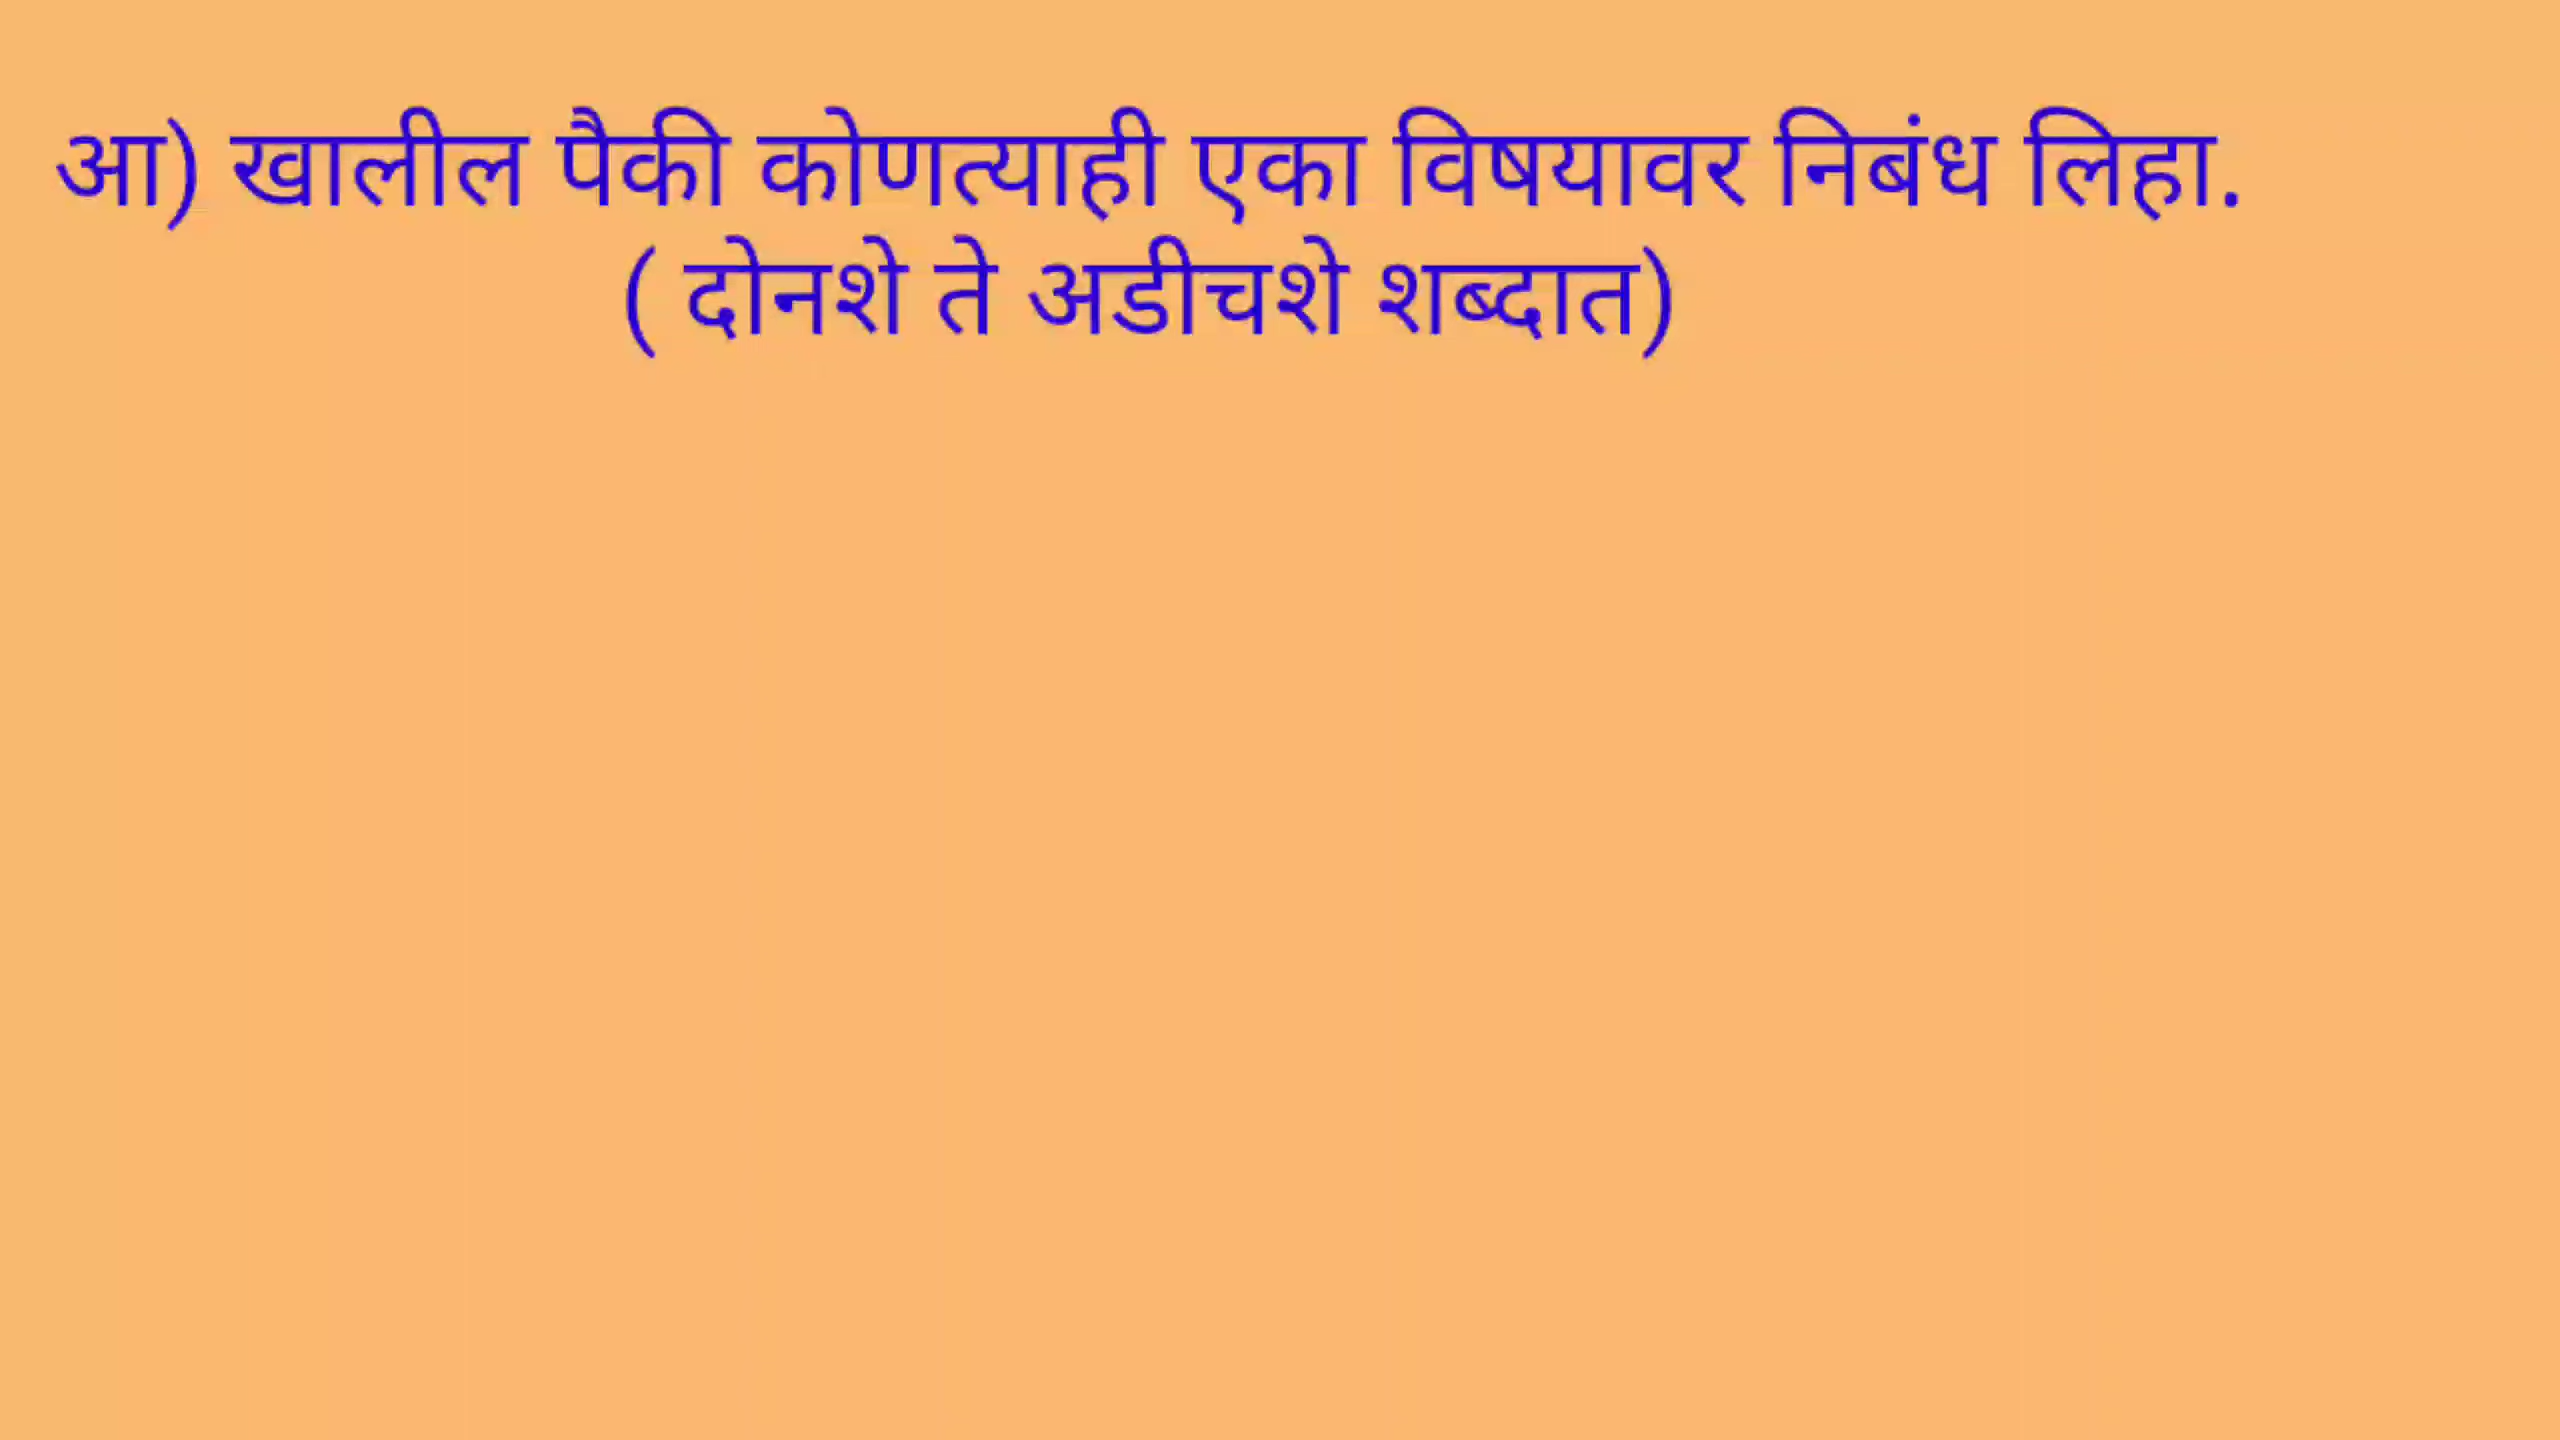 आ) खालील पैकी कोणत्याही एका विषयावर निबंध लिहा.
( दोनशे ते अडीचशे शब्दात)